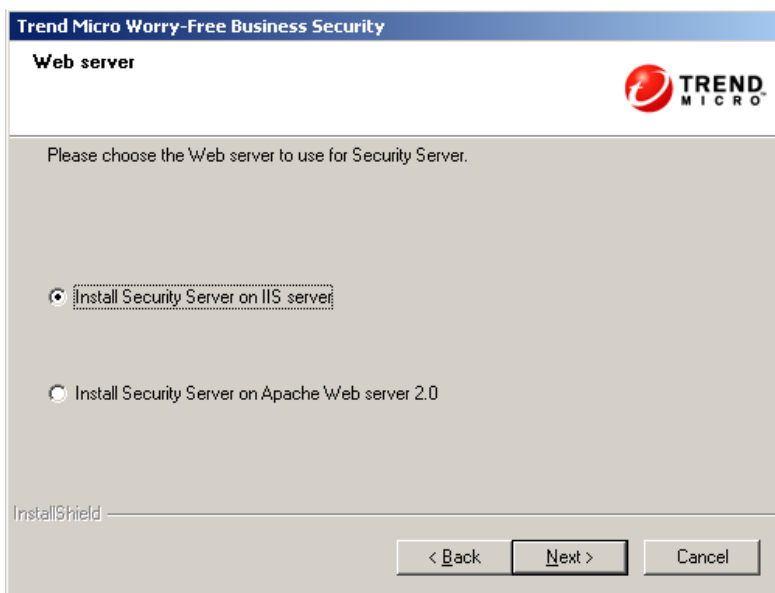 Trend Micro Worry-Free Business Security
Web server
TREND
MICRO
Please choose the Web server to use for Security Server.
Install Security Server on IIS server
Install Security Server on Apache Web server 2.0
InstallShield
< Back
Next >
Cancel